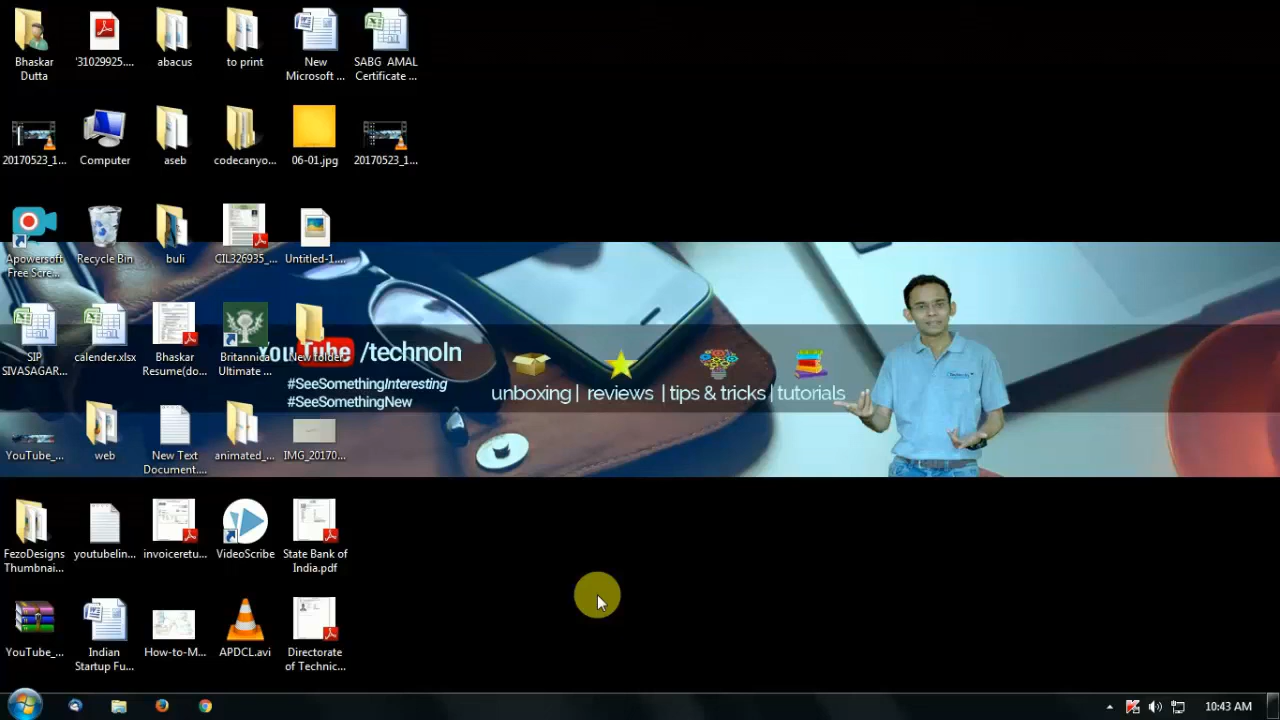 Bhaskar
Dutta
'31029925....
abacus
to print
New
Microsoft ...
SABG AMAL
Certificate ...
20170523_1...
Computer
aseb
codecanyo...
06-01.jpg
20170523_1...
Apowersoft
Free Scre...
Recycle Bin
buli
CIL326935_...
Untitled-1....
SIP
SIVASAGAR...
calender.xlsx
Bhaskar
Resume(do...
Britannica
Ultimate ...
New folder
YouTube /technoIn
#SeeSomethingInteresting
#SeeSomethingNew
unboxing | reviews | tips & tricks | tutorials
YouTube_...
web
New Text
Document....
animated_...
IMG_20170...
FezoDesigns
Thumbnai...
youtubelin...
invoiceretu...
VideoScribe
State Bank of
India.pdf
YouTube_...
Indian
Startup Fu...
How-to-M...
APDCL.avi
Directorate
of Technic...
10:43 AM